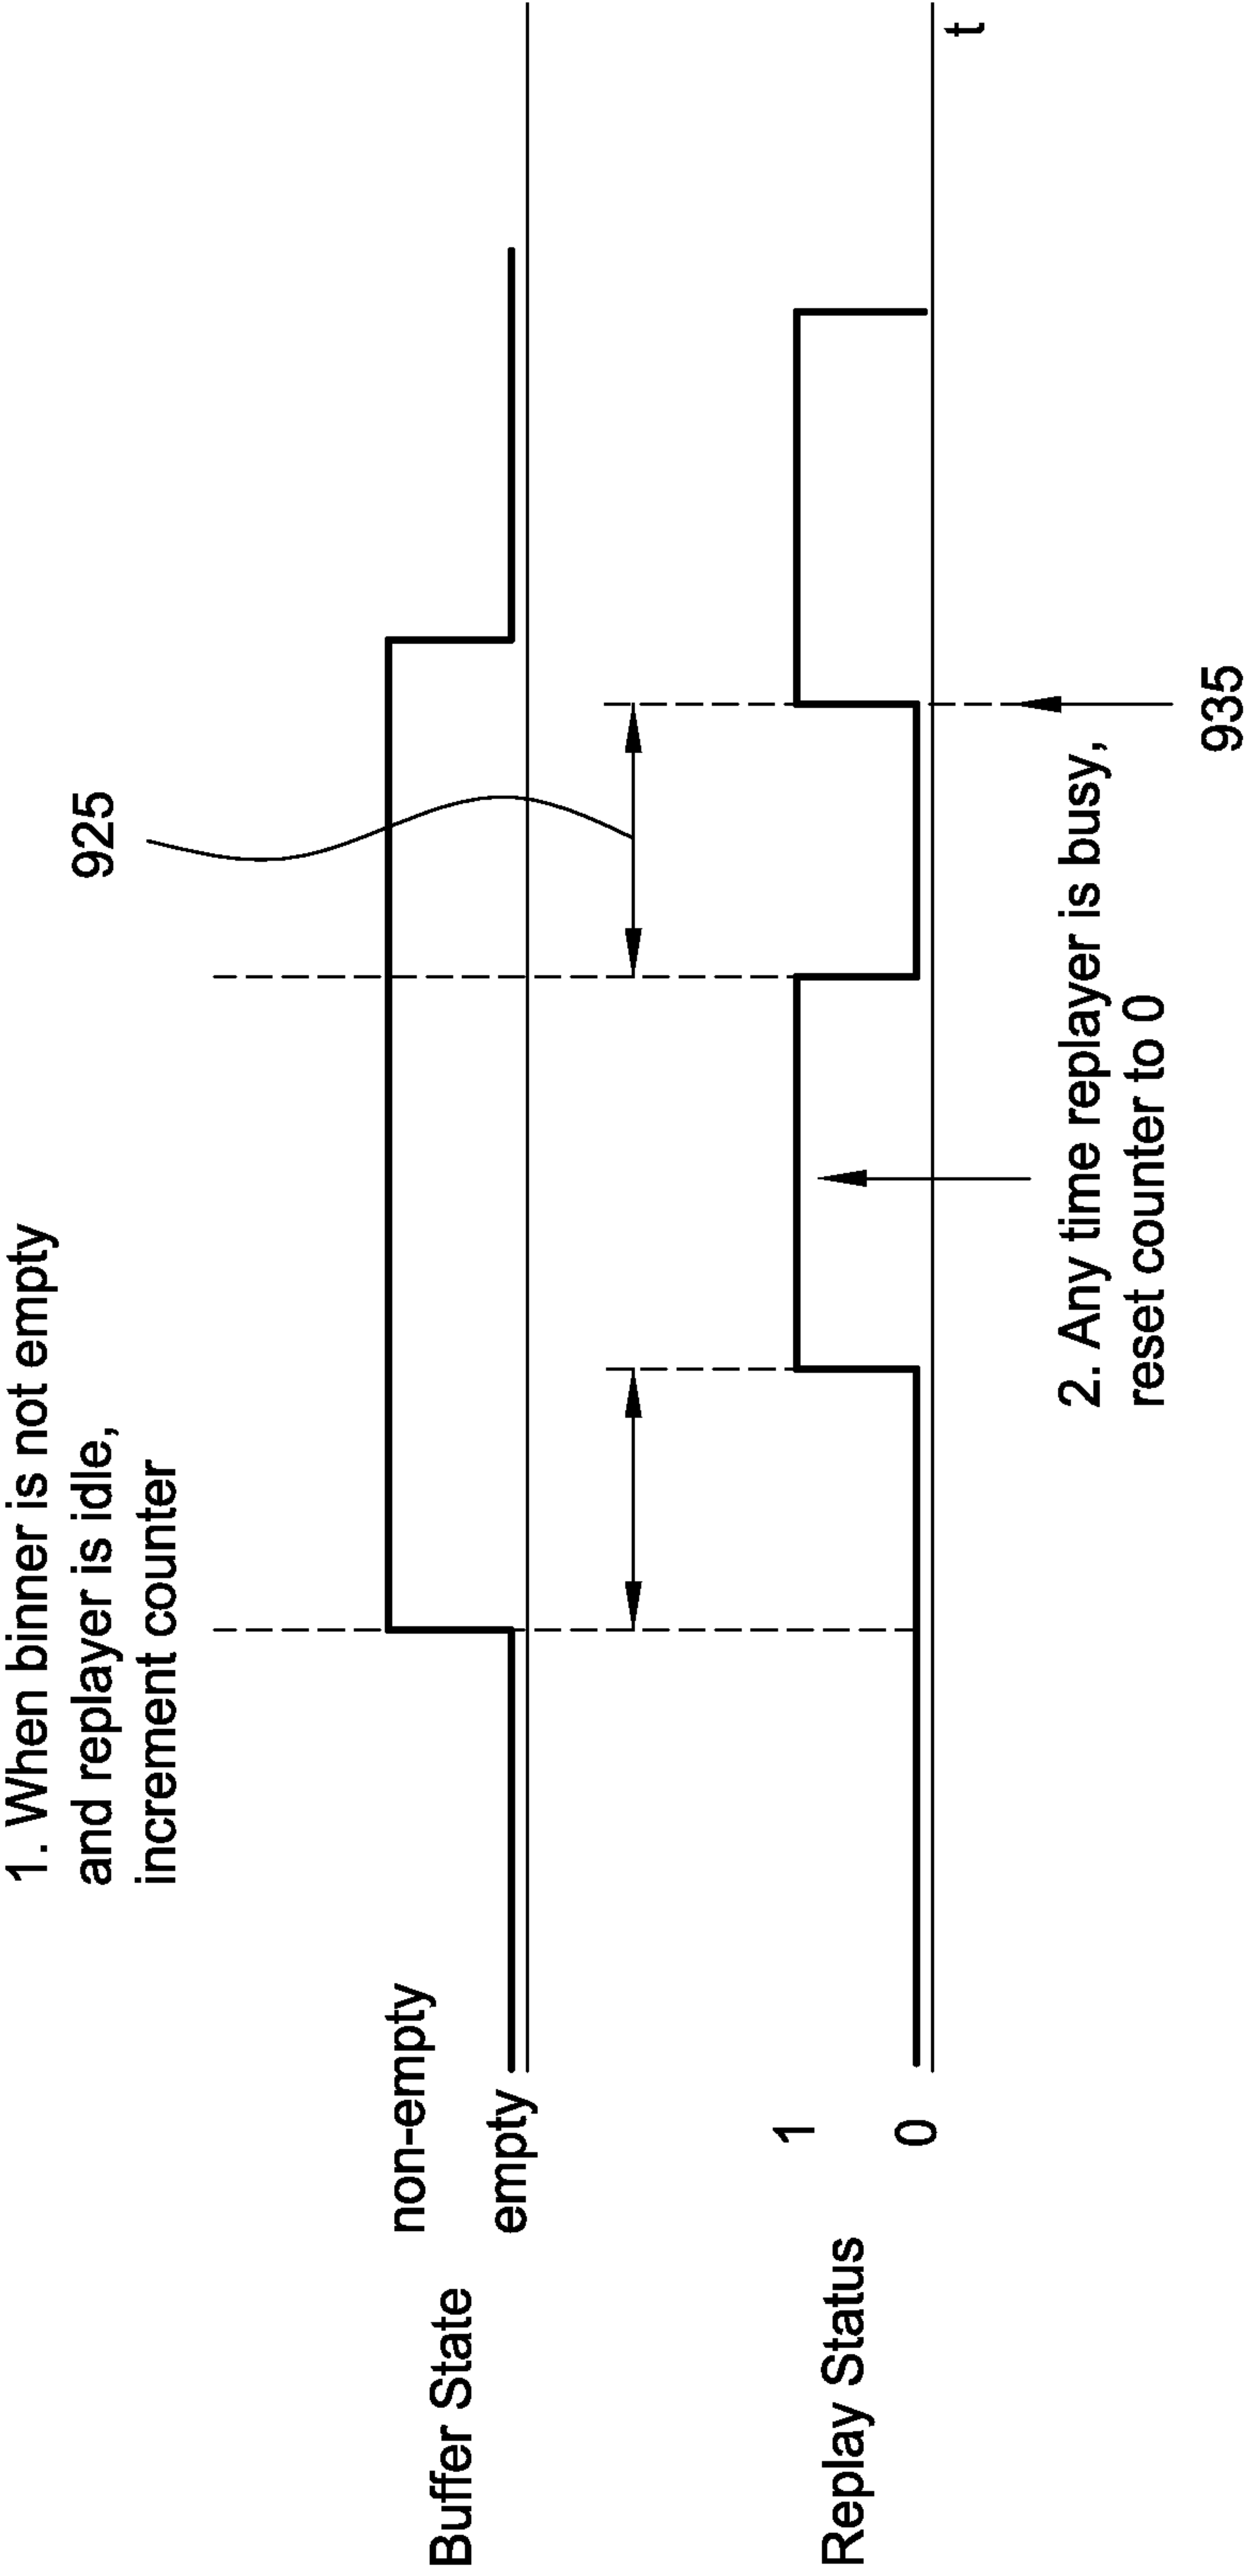 1. When binner is not empty
and replayer is idle,
increment counter
925
non-empty
Buffer State
empty
1
Replay Status
0
t
2. Any time replayer is busy,
reset counter to 0
935